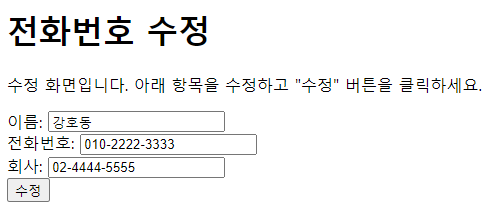 전화번호 수정
수정 화면입니다. 아래 항목을 수정하고 "수정" 버튼을 클릭하세요.
이름: 강호동
전화번호: 010-2222-3333
회사: 02-4444-5555
수정